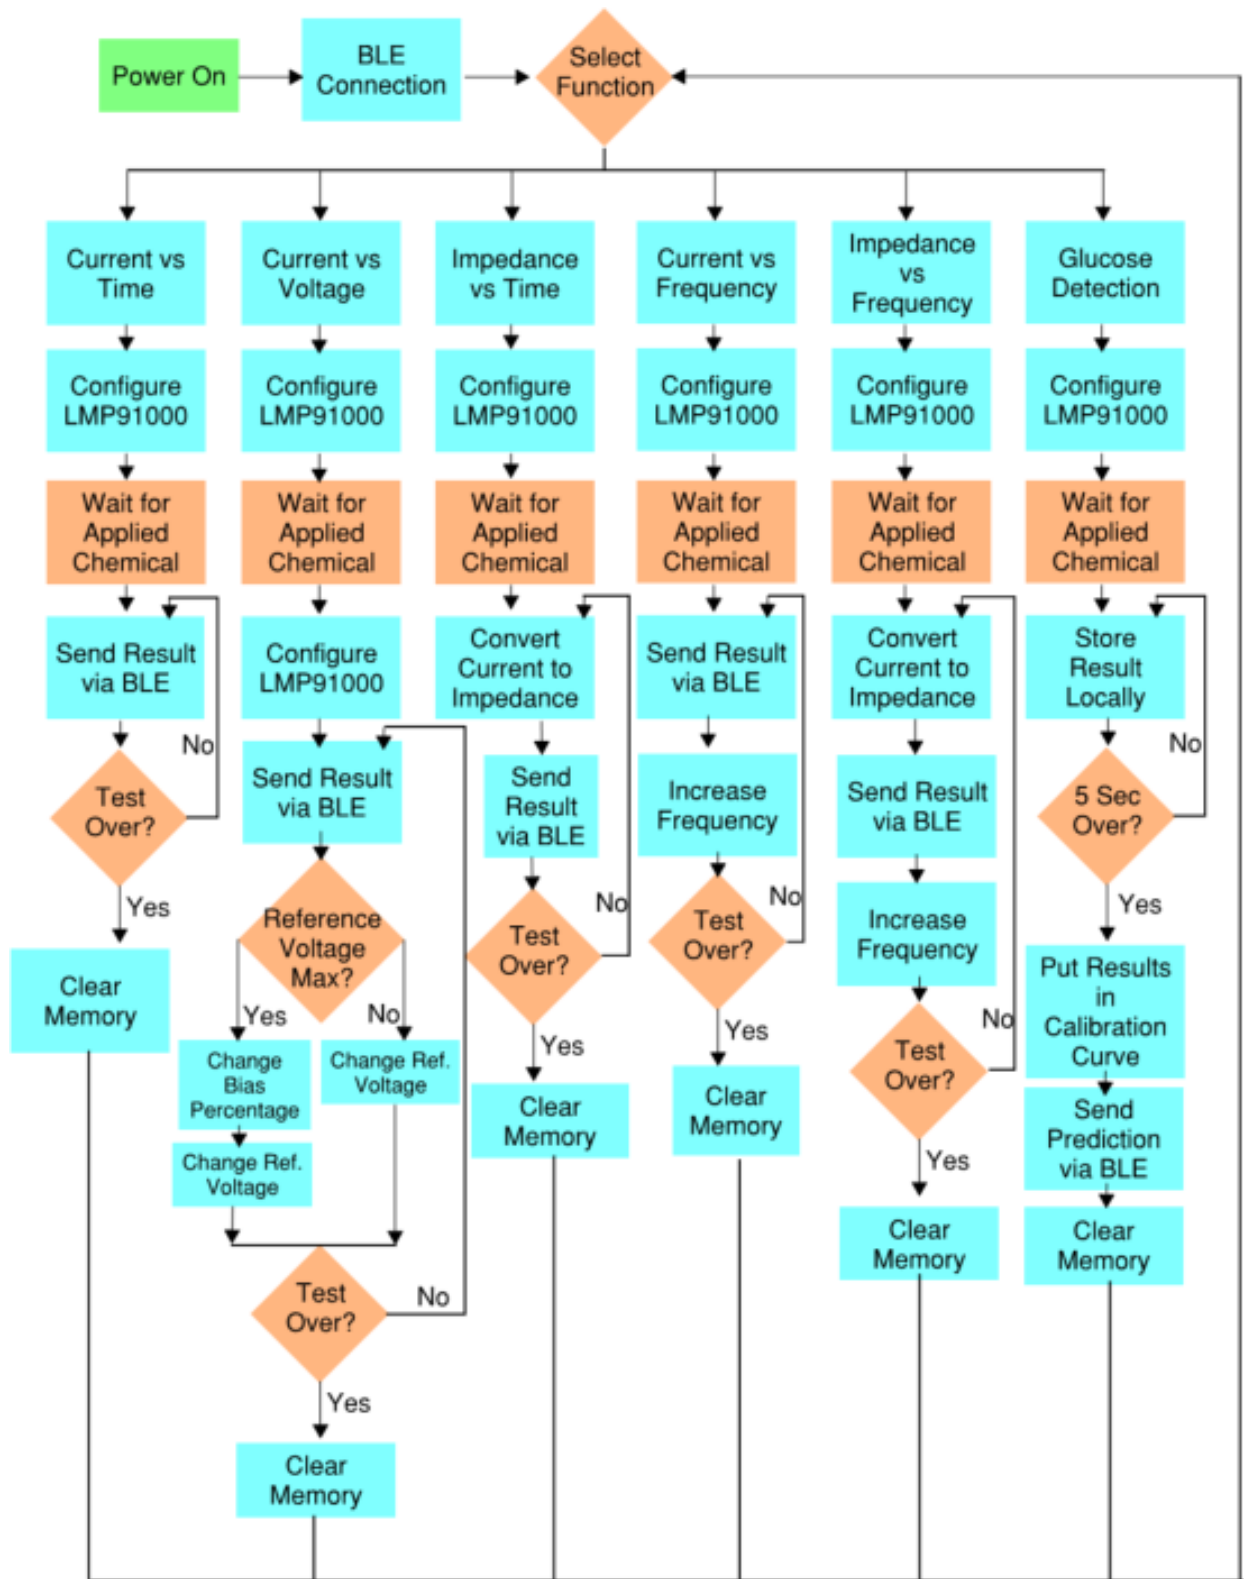 Power On
BLE
Connection
Select
Function
Current vs
Time
Configure
LMP91000
Wait for
Applied
Chemical
Send Result
via BLE
No
Test
Over?
Yes
Clear
Memory
Current vs
Voltage
Configure
LMP91000
Wait for
Applied
Chemical
Configure
LMP91000
Send Result
via BLE
Reference
Voltage
Max?
Yes
No
Change
Bias
Percentage
Change Ref.
Voltage
Change Ref.
Voltage
Test
Over?
No
Yes
Clear
Memory
Impedance
vs Time
Configure
LMP91000
Wait for
Applied
Chemical
Convert
Current to
Impedance
Send
Result
via BLE
No
Test
Over?
Yes
Clear
Memory
Current vs
Frequency
Configure
LMP91000
Wait for
Applied
Chemical
Send Result
via BLE
Increase
Frequency
No
Test
Over?
Yes
Clear
Memory
Impedance
vs
Frequency
Configure
LMP91000
Wait for
Applied
Chemical
Convert
Current to
Impedance
Send Result
via BLE
Increase
Frequency
No
Test
Over?
Yes
Clear
Memory
Glucose
Detection
Configure
LMP91000
Wait for
Applied
Chemical
Store
Result
Locally
No
5 Sec
Over?
Yes
Put Results
in
Calibration
Curve
Send
Prediction
via BLE
Clear
Memory